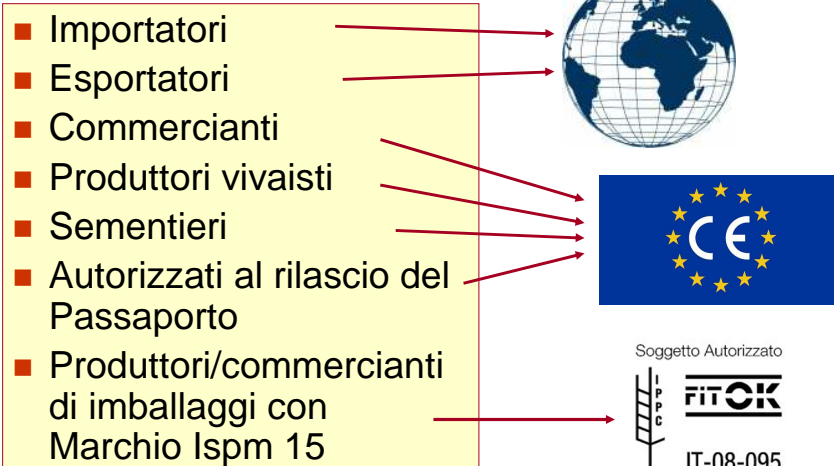 Importatori
Esportatori
Commercianti
Produttori vivaisti
Sementieri
Autorizzati al rilascio del
Passaporto
Produttori/commercianti
di imballaggi con
Marchio Ispm 15
CE
Soggetto Autorizzato
IPPC
FITOK
IT-08-095